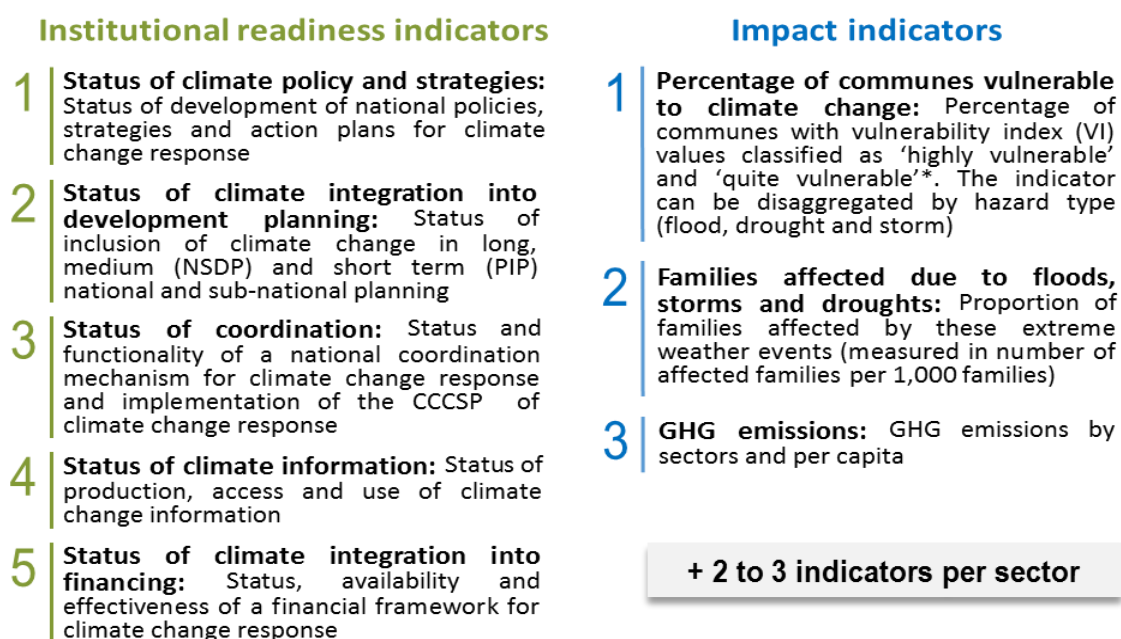 Institutional readiness indicators
1
Status of climate policy and strategies:
Status of development of national policies,
strategies and action plans for climate
change response
2
Status of climate integration into
development planning: Status of
inclusion of climate change in long,
medium (NSDP) and short term (PIP)
national and sub-national planning
3
Status of coordination: Status and
functionality of a national coordination
mechanism for climate change response
and implementation of the CCCSP of
climate change response
4
Status of climate information: Status of
production, access and use of climate
change information
5
Status of climate integration into
financing: Status, availability and
effectiveness of a financial framework for
climate change response
Impact indicators
1
Percentage of communes vulnerable
to climate change: Percentage of
communes with vulnerability index (VI)
values classified as ‘highly vulnerable’
and ‘quite vulnerable’*. The indicator
can be disaggregated by hazard type
(flood, drought and storm)
2
Families affected due to floods,
storms and droughts: Proportion of
families affected by these extreme
weather events (measured in number of
affected families per 1,000 families)
3
GHG emissions: GHG emissions by
sectors and per capita
+ 2 to 3 indicators per sector